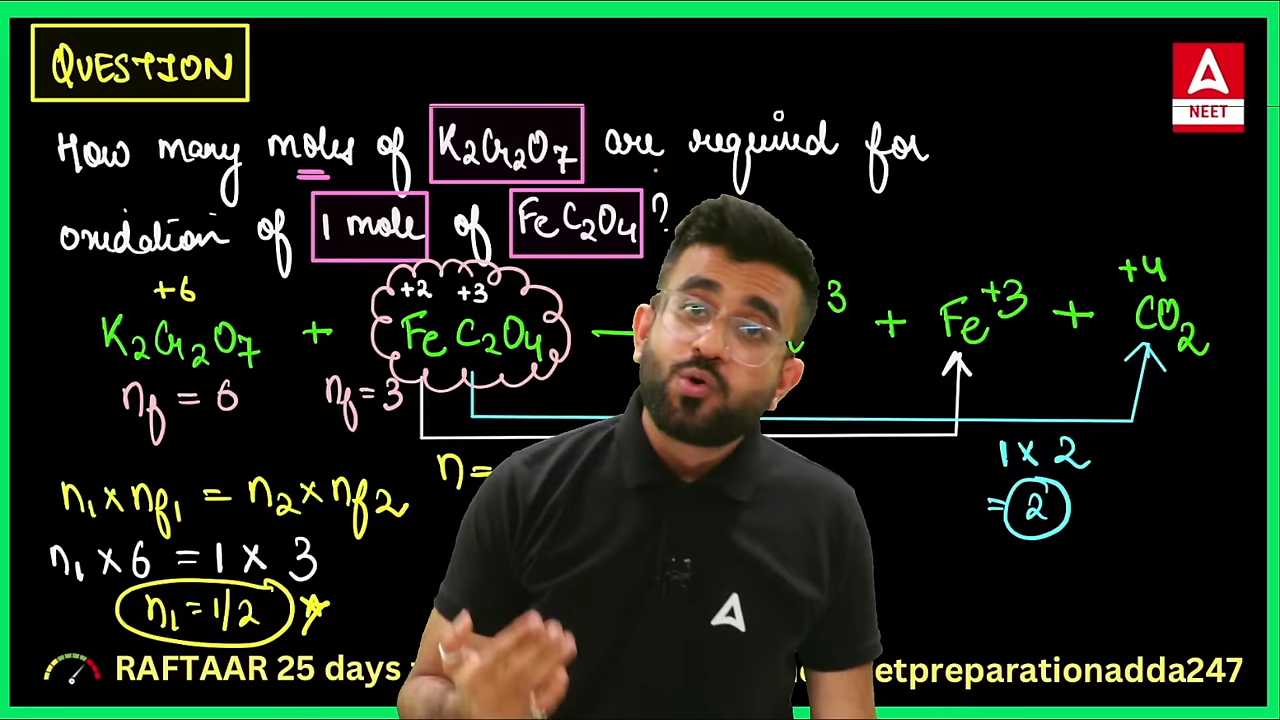 QUESTION
NEET
How many moles of K2Cr2O7 are required for
oxidation of 1 mole of FeC2O4 ?
+6 +2 +3 +4
K2Cr2O7 + FeC2O4 3 + Fe+3 + CO2
nf = 6 nf = 3
n = 1 x 2
n1 x nf1 = n2 x nf2 = 2
n1 x 6 = 1 x 3
n1 = 1/2
RAFTAAR 25 days etpreparationadda247